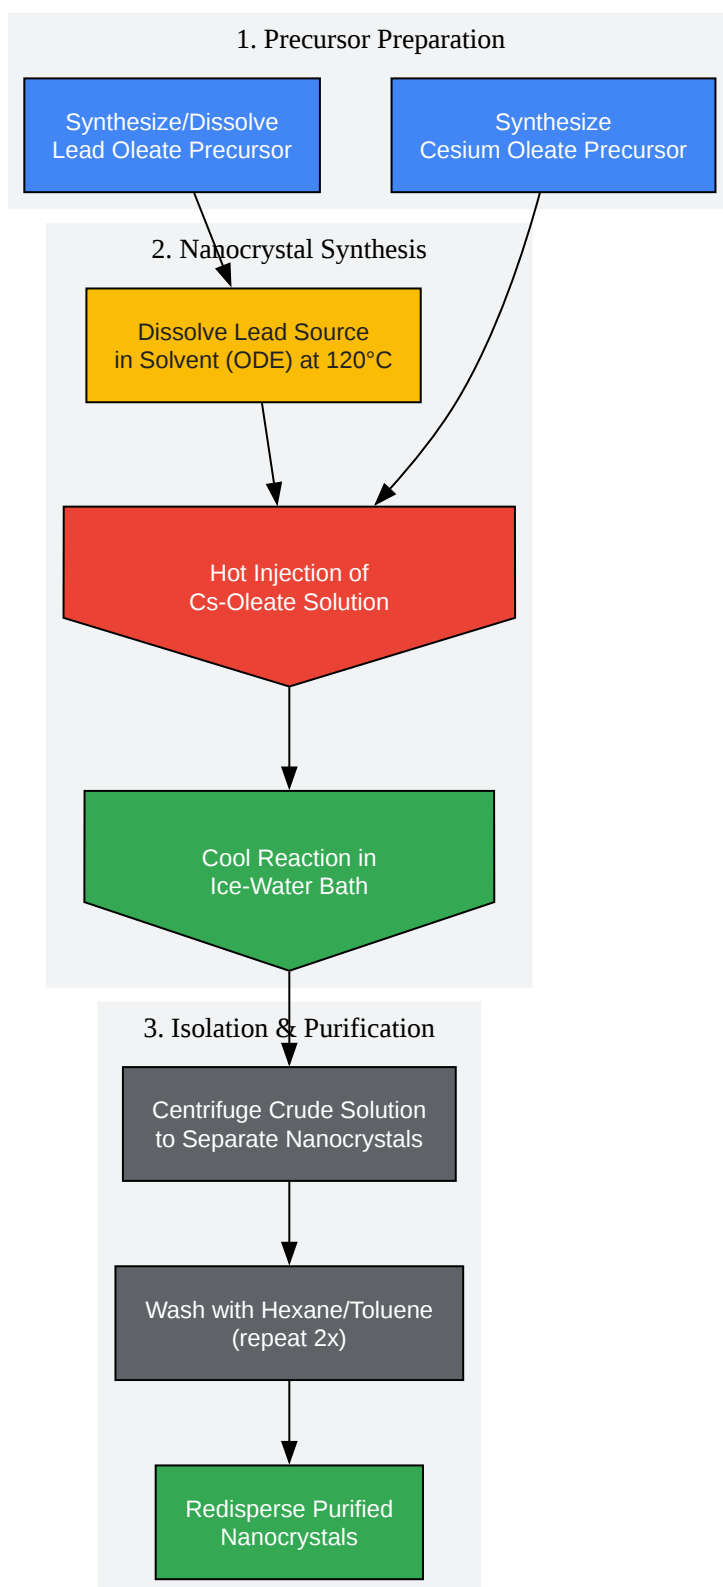 1. Precursor Preparation
Synthesize/Dissolve
Lead Oleate Precursor
Synthesize
Cesium Oleate Precursor
2. Nanocrystal Synthesis
Dissolve Lead Source
in Solvent (ODE) at 120°C
Hot Injection of
Cs-Oleate Solution
Cool Reaction in
Ice-Water Bath
3. Isolation & Purification
Centrifuge Crude Solution
to Separate Nanocrystals
Wash with Hexane/Toluene
(repeat 2x)
Redisperse Purified
Nanocrystals